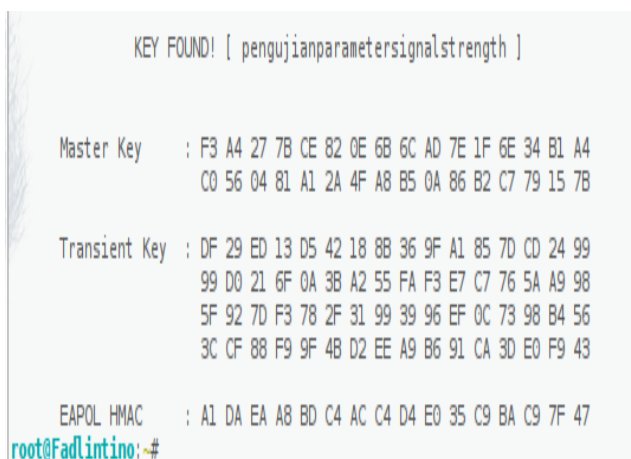 KEY FOUND! [ pengujianparametersignalstrength ]
Master Key : F3 A4 27 7B CE 82 0E 6B 6C AD 7E 1F 6E 34 B1 A4
C0 56 04 81 A1 2A 4F A8 B5 0A 86 B2 C7 79 15 7B
Transient Key : DF 29 ED 13 D5 42 18 8B 36 9F A1 85 7D CD 24 99
99 D0 21 6F 0A 3B A2 55 FA F3 E7 C7 76 5A A9 98
5F 92 7D F3 78 2F 31 99 39 96 EF 0C 73 98 B4 56
3C CF 88 F9 9F 4B D2 EE A9 B6 91 CA 3D E0 F9 43
EAPOL HMAC : A1 DA EA A8 BD C4 AC C4 D4 E0 35 C9 BA C9 7F 47
root@Fadlintino:~#